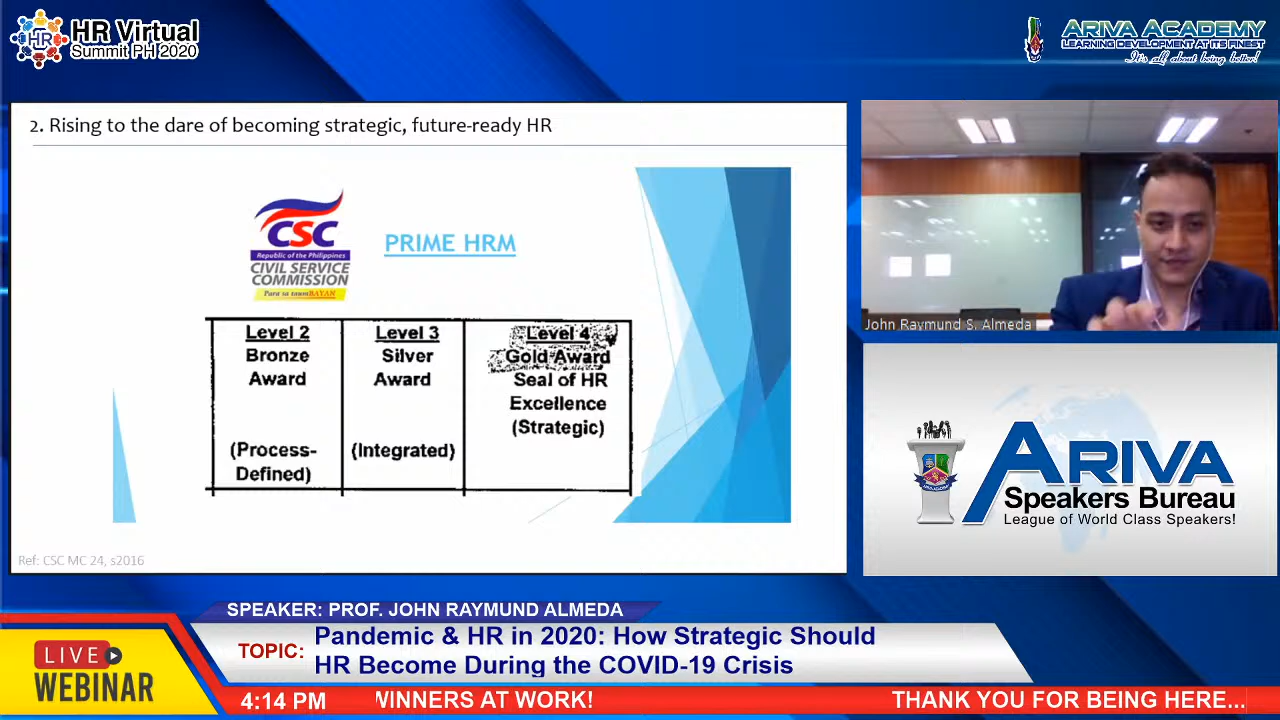 HR
HR Virtual
Summit PH 2020
ARIVA ACADEMY
LEARNING DEVELOPMENT AT ITS FINEST
It's all about being better!
2. Rising to the dare of becoming strategic, future-ready HR
CSC
Republic of the Philippines
CIVIL SERVICE
COMMISSION
Para sa taumBAYAN
PRIME HRM
Level 2
Bronze
Award
(Process-
Defined)
Level 3
Silver
Award
(Integrated)
Level 4
Gold Award
Seal of HR
Excellence
(Strategic)
Ref: CSC MC 24, s2016
John Raymund S. Almeda
ARIVA
Speakers Bureau
League of World Class Speakers!
SPEAKER: PROF. JOHN RAYMUND ALMEDA
TOPIC:
Pandemic & HR in 2020: How Strategic Should
HR Become During the COVID-19 Crisis
LIVE
WEBINAR
4:14 PM
WINNERS AT WORK!
THANK YOU FOR BEING HERE...